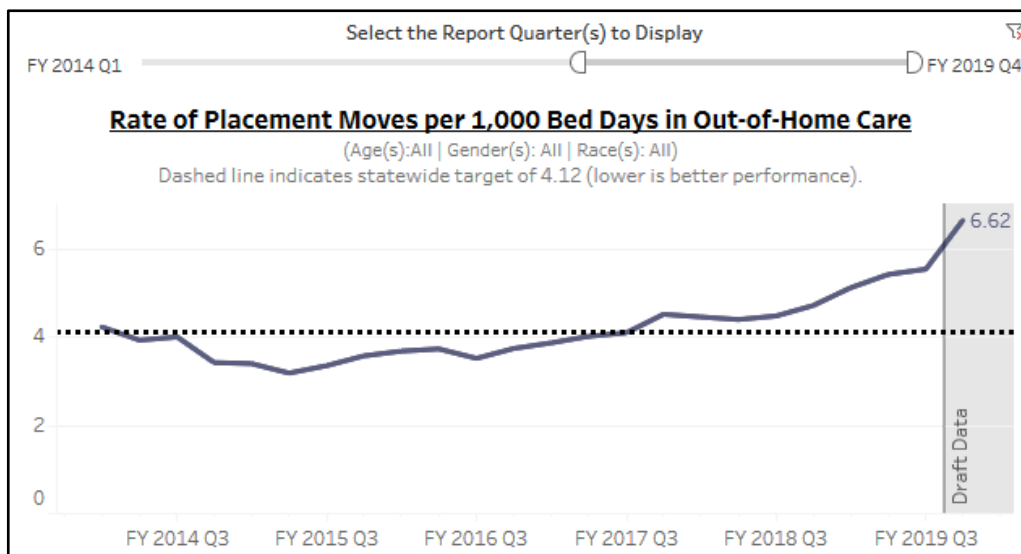 Select the Report Quarter(s) to Display
FY 2014 Q1
FY 2019 Q4
Rate of Placement Moves per 1,000 Bed Days in Out-of-Home Care
(Age(s):All | Gender(s): All | Race(s): All)
Dashed line indicates statewide target of 4.12 (lower is better performance).
6.62
6
4
2
0
Draft Data
FY 2014 Q3
FY 2015 Q3
FY 2016 Q3
FY 2017 Q3
FY 2018 Q3
FY 2019 Q3